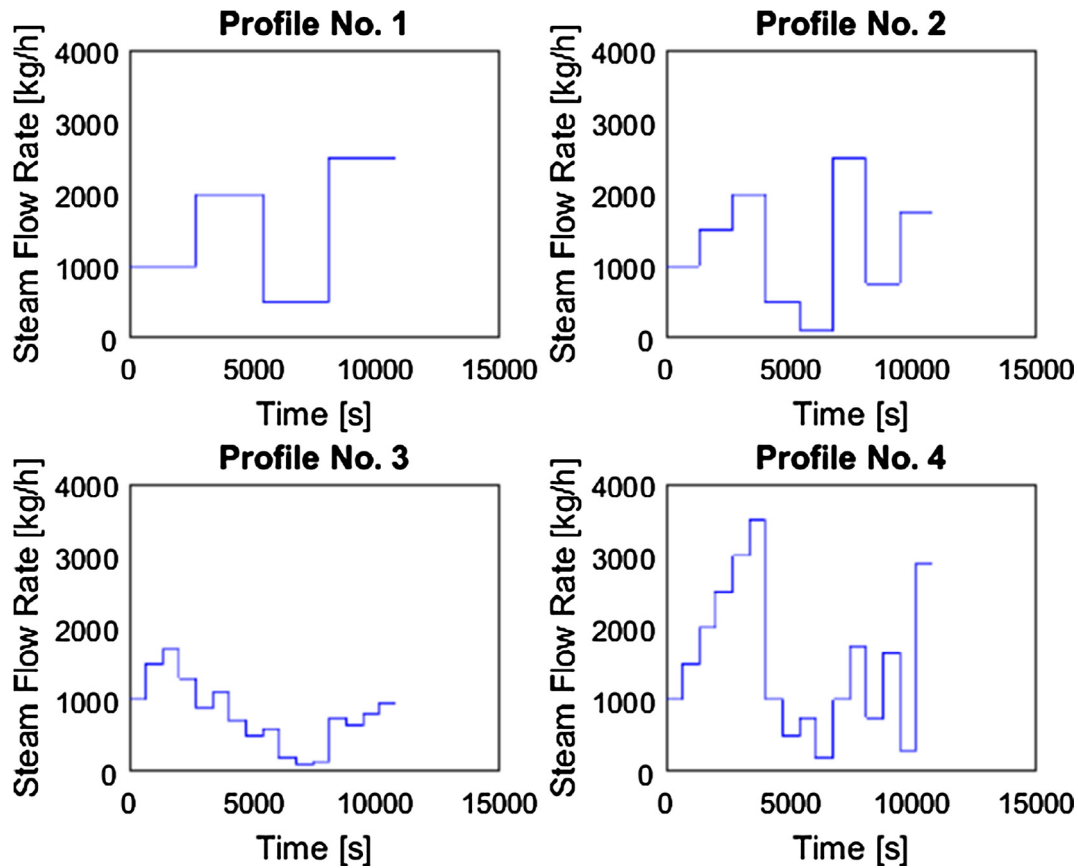 Profile No. 1
Steam Flow Rate [kg/h]
4000
3000
2000
1000
0
0 5000 10000 15000
Time [s]
Profile No. 2
Steam Flow Rate [kg/h]
4000
3000
2000
1000
0
0 5000 10000 15000
Time [s]
Profile No. 3
Steam Flow Rate [kg/h]
4000
3000
2000
1000
0
0 5000 10000 15000
Time [s]
Profile No. 4
Steam Flow Rate [kg/h]
4000
3000
2000
1000
0
0 5000 10000 15000
Time [s]